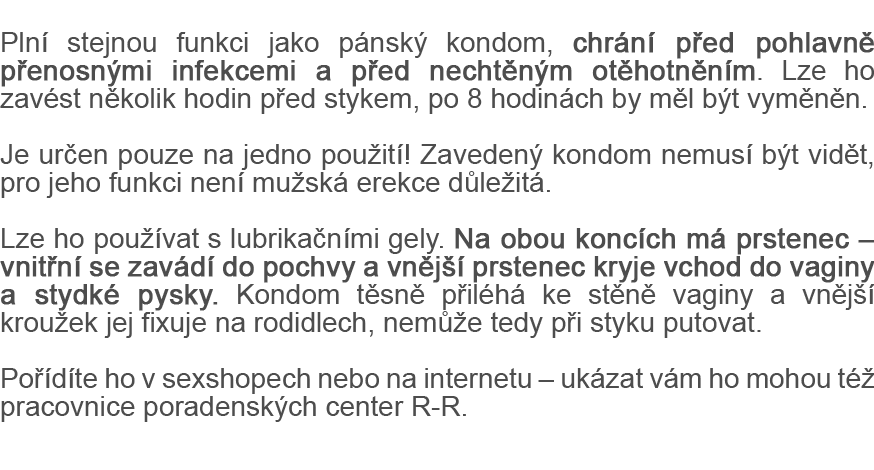 Plní stejnou funkci jako pánský kondom, chrání před pohlavně
přenosnými infekcemi a před nechtěným otěhotněním. Lze ho
zavést několik hodin před stykem, po 8 hodinách by měl být vyměněn.
Je určen pouze na jedno použití! Zavedený kondom nemusí být vidět,
pro jeho funkci není mužská erekce důležitá.
Lze ho používat s lubrikačními gely. Na obou koncích má prstenec –
vnitřní se zavádí do pochvy a vnější prstenec kryje vchod do vaginy
a stydké pysky. Kondom těsně přiléhá ke stěně vaginy a vnější
kroužek jej fixuje na rodidlech, nemůže tedy při styku putovat.
Pořídíte ho v sexshopech nebo na internetu – ukázat vám ho mohou též
pracovnice poradenských center R-R.